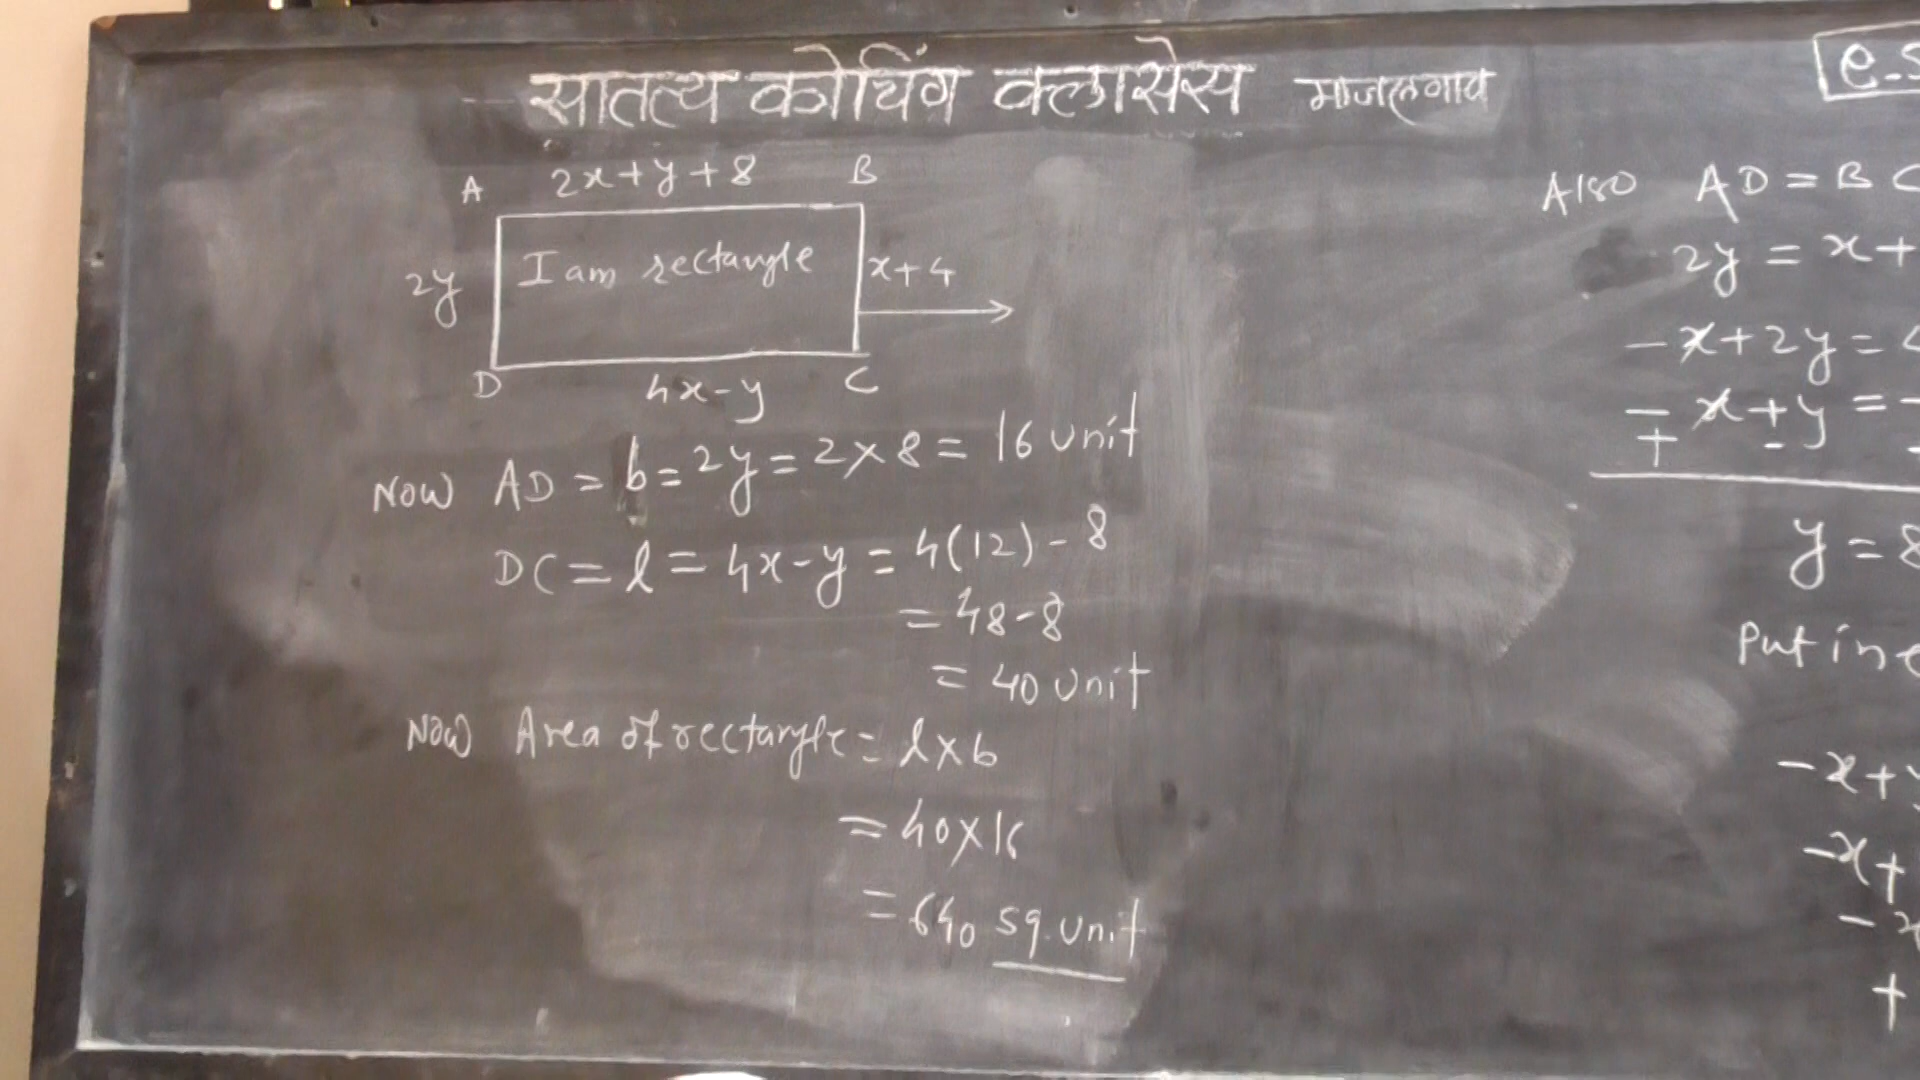 सातत्य कोचिंग क्लासेस माजलगाव
A 2x+y+8 B
2y I am rectangle x+4
D 4x-y C
Now AD = b = 2y = 2×8 = 16 unit
DC = l = 4x-y = 4(12) - 8
= 48-8
= 40 unit
Now Area of rectangle = l×b
= 40×16
= 640 sq.unit
e-s
Also AD = BC
2y = x+
-x+2y =
-x+y = -
+ - -
y = 8
Put in e
-x+y
-x+
-x
+